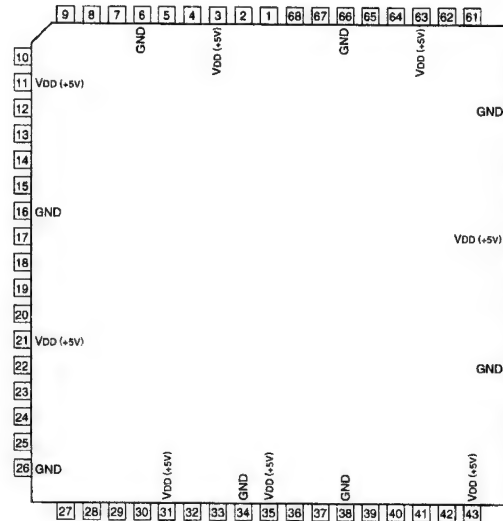 9 8 7 6 5 4 3 2 1 68 67 66 65 64 63 62 61
GND VDD (+5V) GND VDD (+5V)
10
11 VDD (+5V)
12 GND
13
14
15
16 GND
17 VDD (+5V)
18
19
20
21 VDD (+5V)
22 GND
23
24
25
26 GND
VDD (+5V) GND VDD (+5V) GND VDD (+5V)
27 28 29 30 31 32 33 34 35 36 37 38 39 40 41 42 43